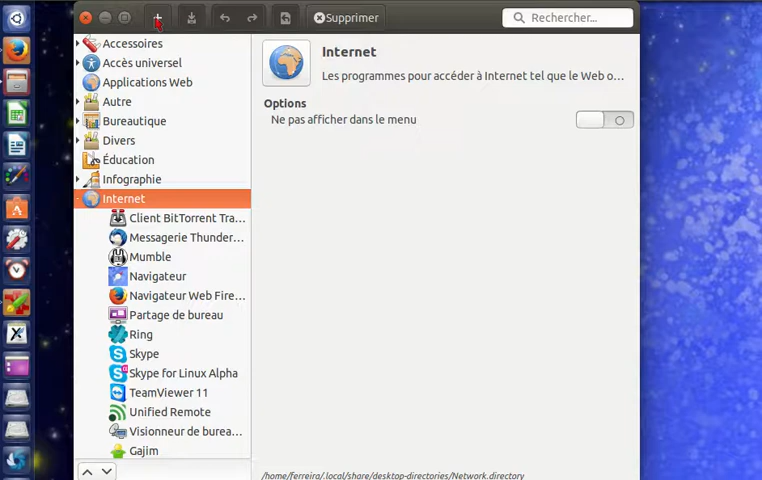 Supprimer
Rechercher...
Accessoires
Accès universel
Applications Web
Autre
Bureautique
Divers
Éducation
Infographie
Internet
Client BitTorrent Tra...
Messagerie Thunder...
Mumble
Navigateur
Navigateur Web Fire...
Partage de bureau
Ring
Skype
Skype for Linux Alpha
TeamViewer 11
Unified Remote
Visionneur de burea...
Gajim
Internet
Les programmes pour accéder à Internet tel que le Web o...
Options
Ne pas afficher dans le menu
/home/ferreira/.local/share/desktop-directories/Network.directory